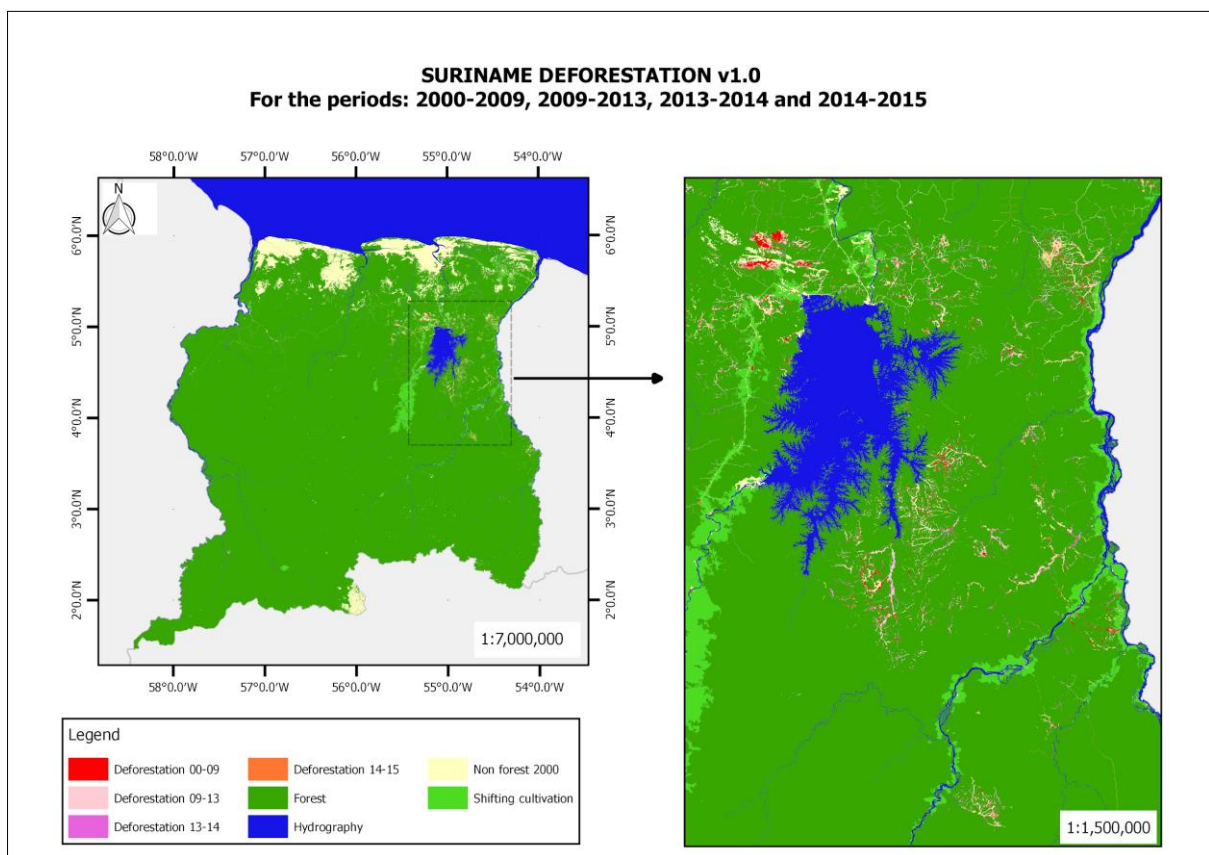 SURINAME DEFORESTATION v1.0
For the periods: 2000-2009, 2009-2013, 2013-2014 and 2014-2015
58°0.0'W 57°0.0'W 56°0.0'W 55°0.0'W 54°0.0'W
N
6°0.0'N 6°0.0'N
5°0.0'N 5°0.0'N
4°0.0'N 4°0.0'N
3°0.0'N 3°0.0'N
2°0.0'N 2°0.0'N
1:7,000,000
58°0.0'W 57°0.0'W 56°0.0'W 55°0.0'W 54°0.0'W
1:1,500,000
Legend
Deforestation 00-09 Deforestation 14-15 Non forest 2000
Deforestation 09-13 Forest Shifting cultivation
Deforestation 13-14 Hydrography